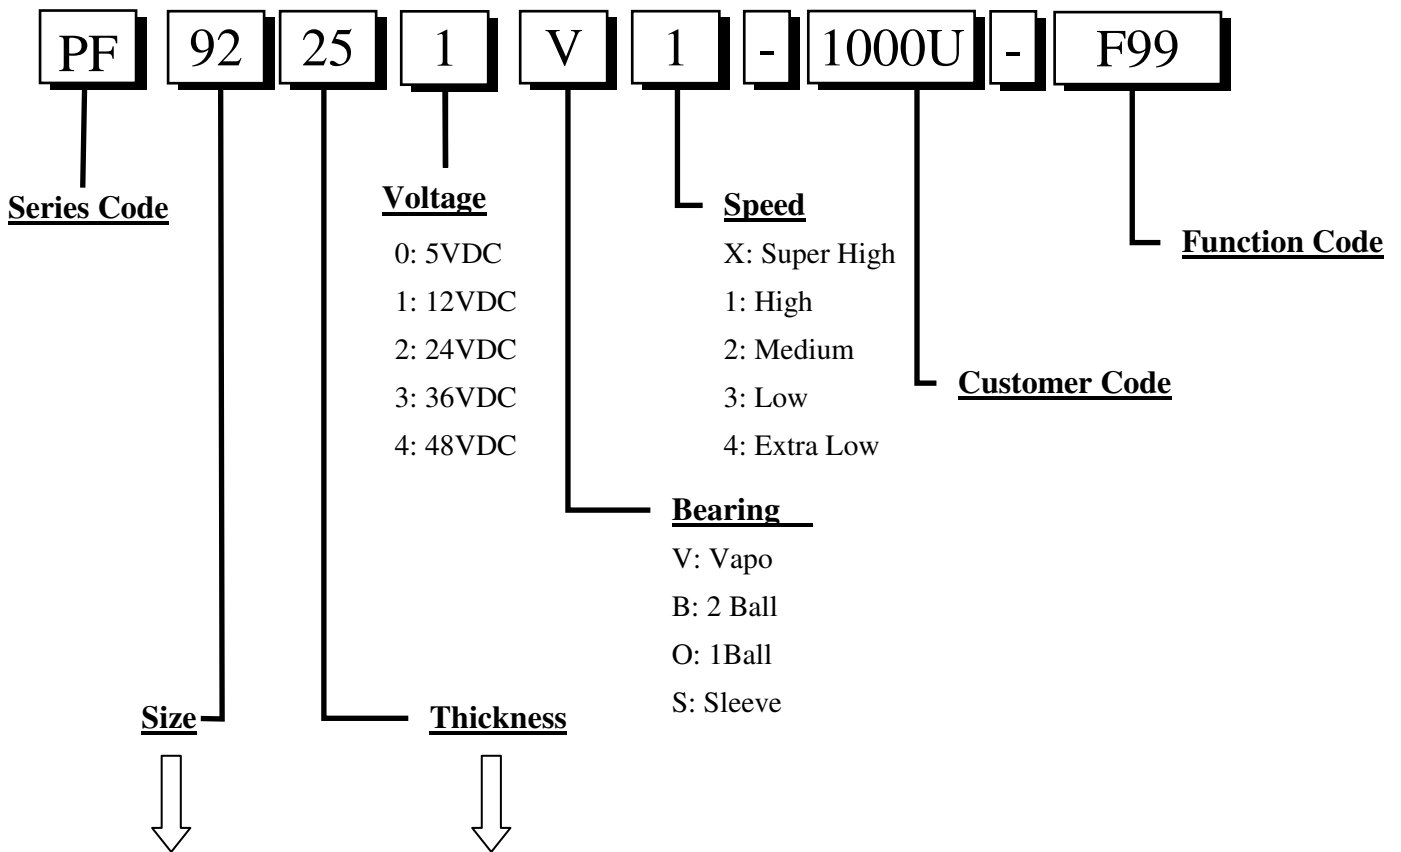 PF 92 25 1 V 1 - 1000U - F99
Series Code
Voltage
0: 5VDC
1: 12VDC
2: 24VDC
3: 36VDC
4: 48VDC
Speed
X: Super High
1: High
2: Medium
3: Low
4: Extra Low
Function Code
Customer Code
Bearing
V: Vapo
B: 2 Ball
O: 1Ball
S: Sleeve
Size
Thickness